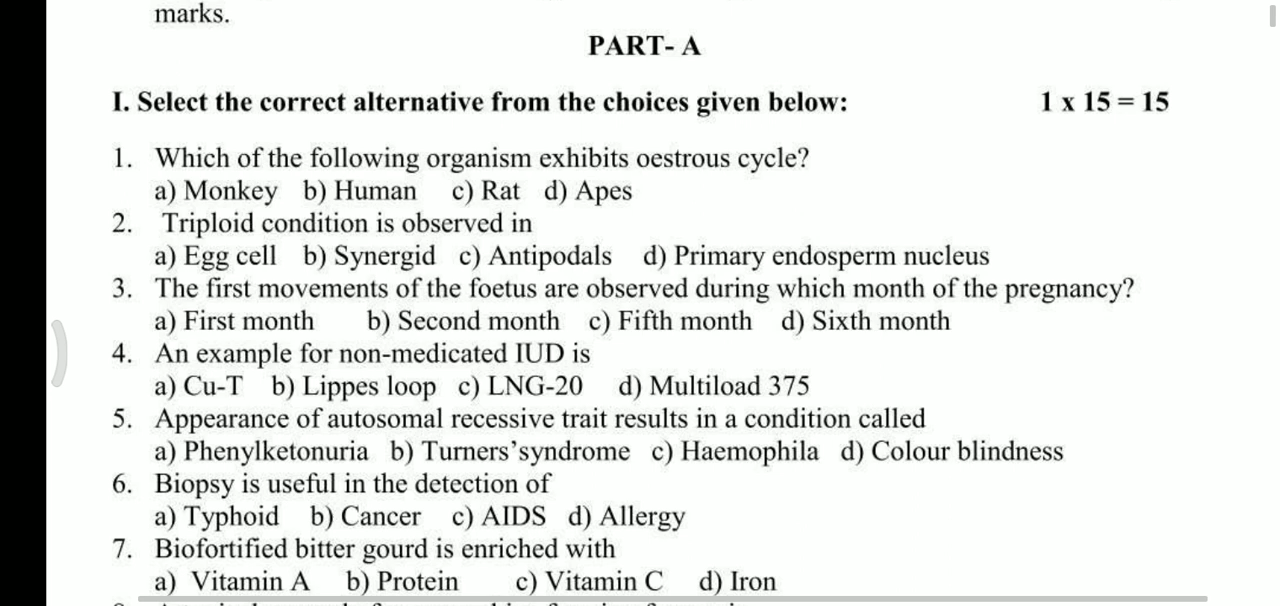 marks.
PART- A
I. Select the correct alternative from the choices given below: 1 x 15 = 15
1. Which of the following organism exhibits oestrous cycle?
a) Monkey b) Human c) Rat d) Apes
2. Triploid condition is observed in
a) Egg cell b) Synergid c) Antipodals d) Primary endosperm nucleus
3. The first movements of the foetus are observed during which month of the pregnancy?
a) First month b) Second month c) Fifth month d) Sixth month
4. An example for non-medicated IUD is
a) Cu-T b) Lippes loop c) LNG-20 d) Multiload 375
5. Appearance of autosomal recessive trait results in a condition called
a) Phenylketonuria b) Turners’syndrome c) Haemophila d) Colour blindness
6. Biopsy is useful in the detection of
a) Typhoid b) Cancer c) AIDS d) Allergy
7. Biofortified bitter gourd is enriched with
a) Vitamin A b) Protein c) Vitamin C d) Iron